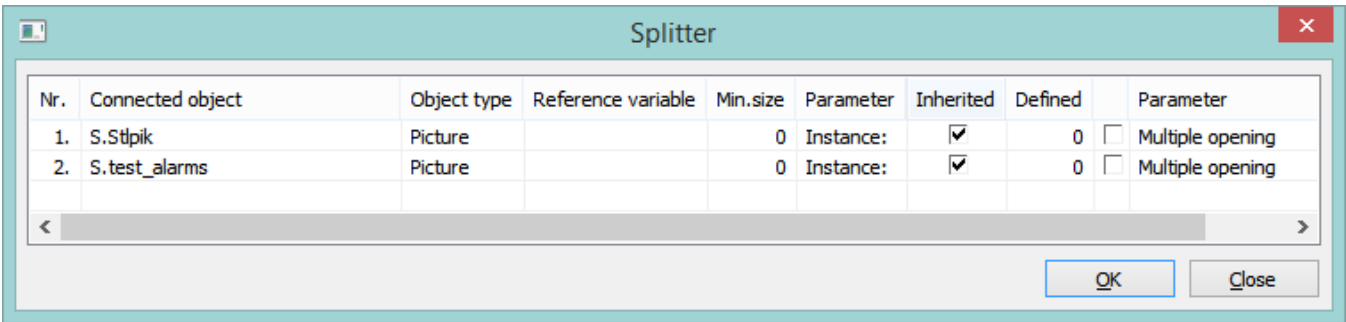 Splitter
Nr. Connected object Object type Reference variable Min.size Parameter Inherited Defined Parameter
1. S.Stlpik Picture 0 Instance: 0 Multiple opening
2. S.test_alarms Picture 0 Instance: 0 Multiple opening
OK Close